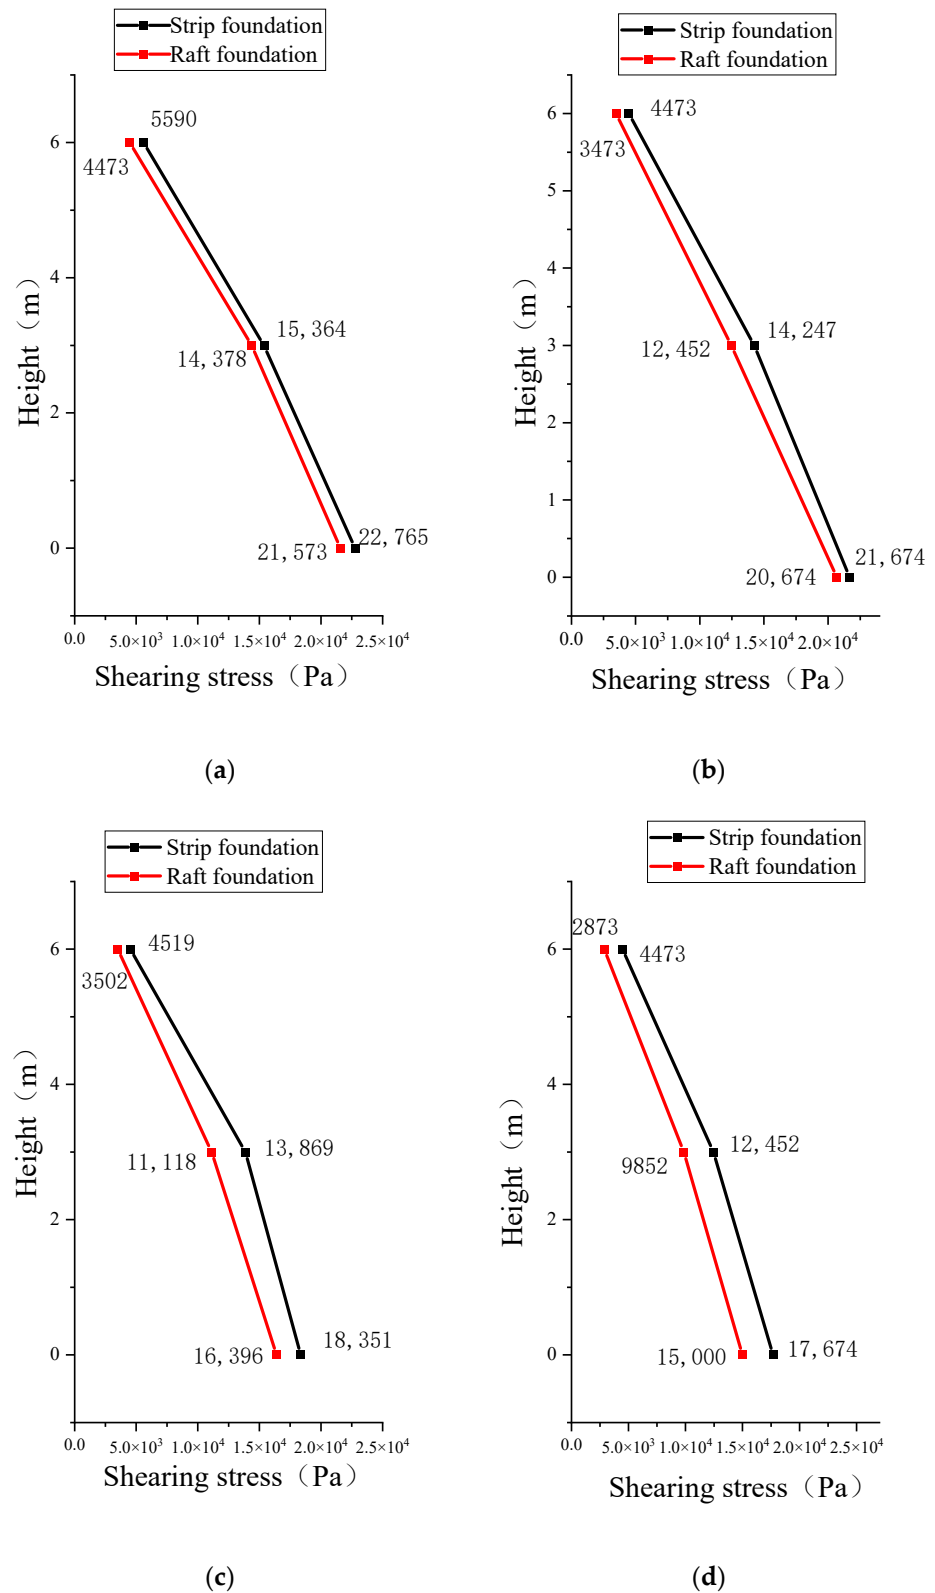 Strip foundation
Raft foundation
5590
6
4473
4
15, 364
14, 378
2
22, 765
21, 573
0
Height（m）
0.0 5.0×10³ 1.0×10⁴ 1.5×10⁴ 2.0×10⁴ 2.5×10⁴
Shearing stress（Pa）
(a)
Strip foundation
Raft foundation
6
4473
3473
5
4
14, 247
3
12, 452
2
1
21, 674
0
20, 674
Height（m）
0.0 5.0×10³ 1.0×10⁴ 1.5×10⁴ 2.0×10⁴
Shearing stress（Pa）
(b)
Strip foundation
Raft foundation
6
4519
3502
4
13, 869
11, 118
2
18, 351
16, 396
0
Height（m）
0.0 5.0×10³ 1.0×10⁴ 1.5×10⁴ 2.0×10⁴ 2.5×10⁴
Shearing stress（Pa）
(c)
Strip foundation
Raft foundation
2873
6
4473
4
12, 452
9852
2
17, 674
15, 000
0
Height（m）
0.0 5.0×10³ 1.0×10⁴ 1.5×10⁴ 2.0×10⁴ 2.5×10⁴
Shearing stress（Pa）
(d)